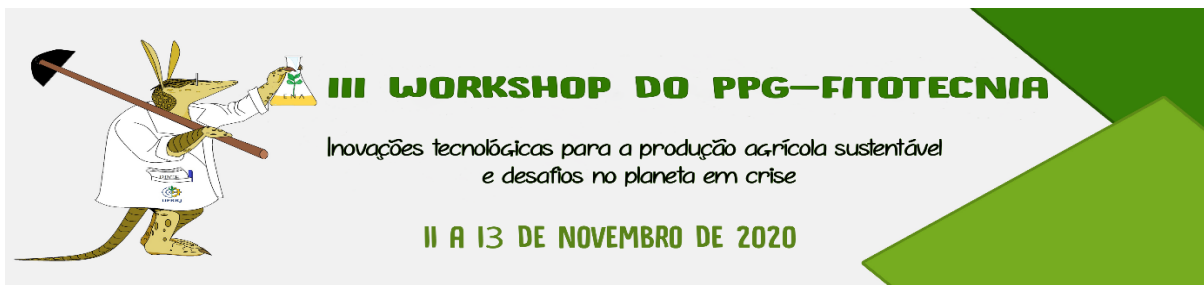 III WORKSHOP DO PPG-FITOTECNIA
Inovações tecnológicas para a produção agrícola sustentável
e desafios no planeta em crise
11 A 13 DE NOVEMBRO DE 2020